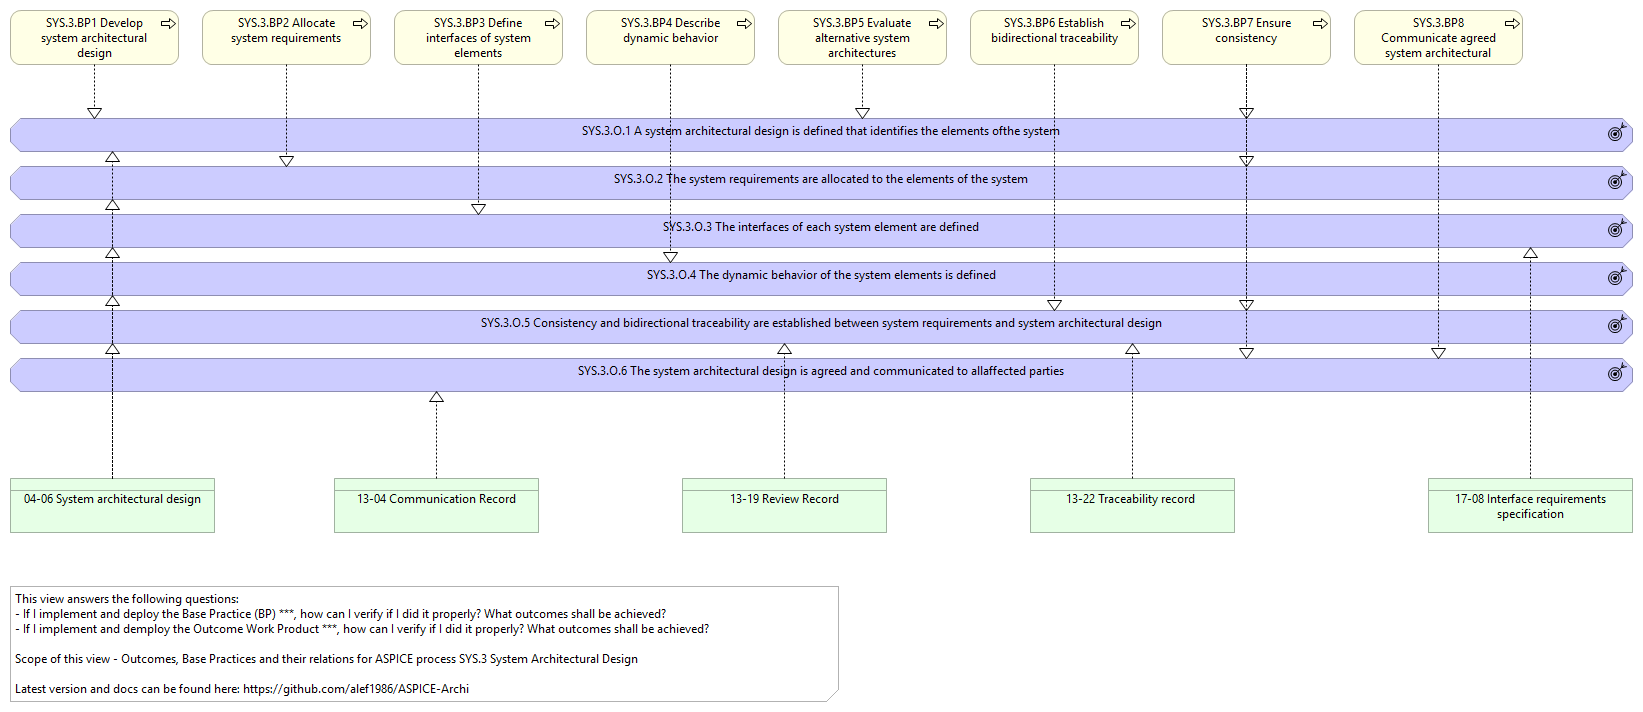 SYS.3.BP1 Develop
system architectural
design
SYS.3.BP2 Allocate
system requirements
SYS.3.BP3 Define
interfaces of system
elements
SYS.3.BP4 Describe
dynamic behavior
SYS.3.BP5 Evaluate
alternative system
architectures
SYS.3.BP6 Establish
bidirectional traceability
SYS.3.BP7 Ensure
consistency
SYS.3.BP8
Communicate agreed
system architectural
SYS.3.O.1 A system architectural design is defined that identifies the elements ofthe system
SYS.3.O.2 The system requirements are allocated to the elements of the system
SYS.3.O.3 The interfaces of each system element are defined
SYS.3.O.4 The dynamic behavior of the system elements is defined
SYS.3.O.5 Consistency and bidirectional traceability are established between system requirements and system architectural design
SYS.3.O.6 The system architectural design is agreed and communicated to allaffected parties
04-06 System architectural design
13-04 Communication Record
13-19 Review Record
13-22 Traceability record
17-08 Interface requirements
specification
This view answers the following questions:
- If I implement and deploy the Base Practice (BP) ***, how can I verify if I did it properly? What outcomes shall be achieved?
- If I implement and demploy the Outcome Work Product ***, how can I verify if I did it properly? What outcomes shall be achieved?
Scope of this view - Outcomes, Base Practices and their relations for ASPICE process SYS.3 System Architectural Design
Latest version and docs can be found here: https://github.com/alef1986/ASPICE-Archi